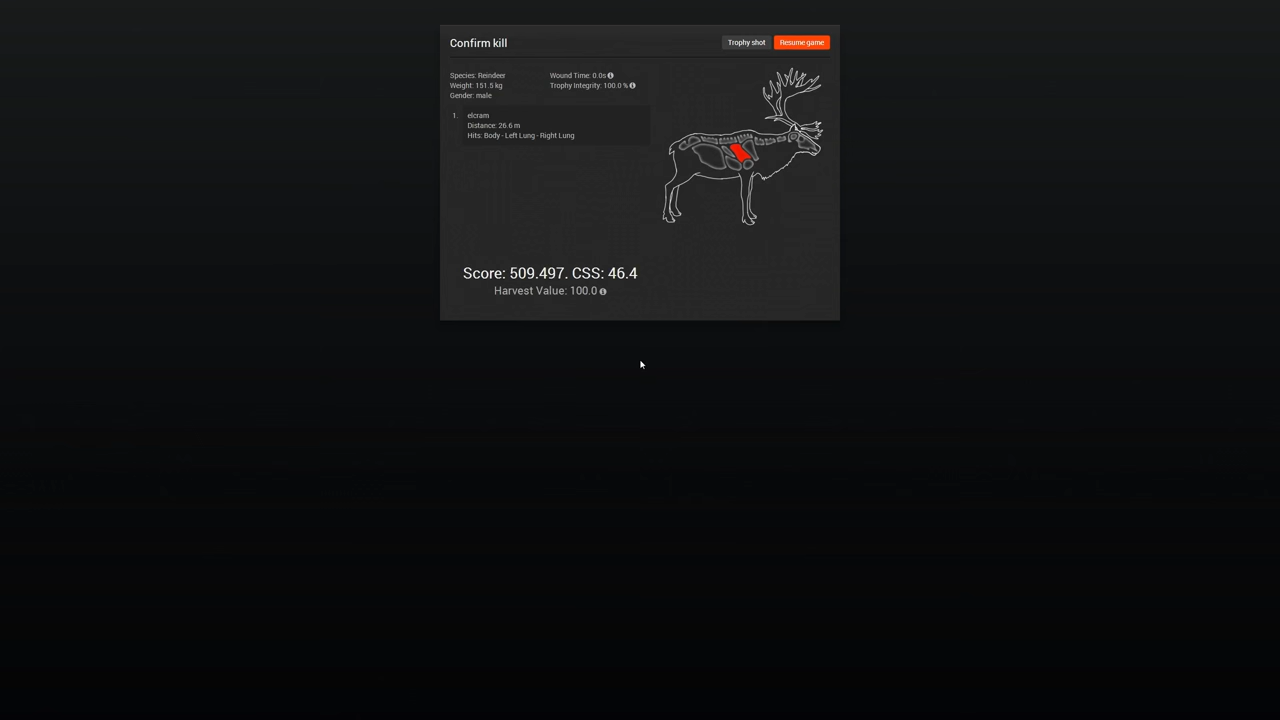 Confirm kill
Trophy shot
Resume game
Species: Reindeer
Weight: 151.5 kg
Gender: male
Wound Time: 0.0s
Trophy Integrity: 100.0 %
1. elcram
Distance: 26.6 m
Hits: Body - Left Lung - Right Lung
Score: 509.497. CSS: 46.4
Harvest Value: 100.0